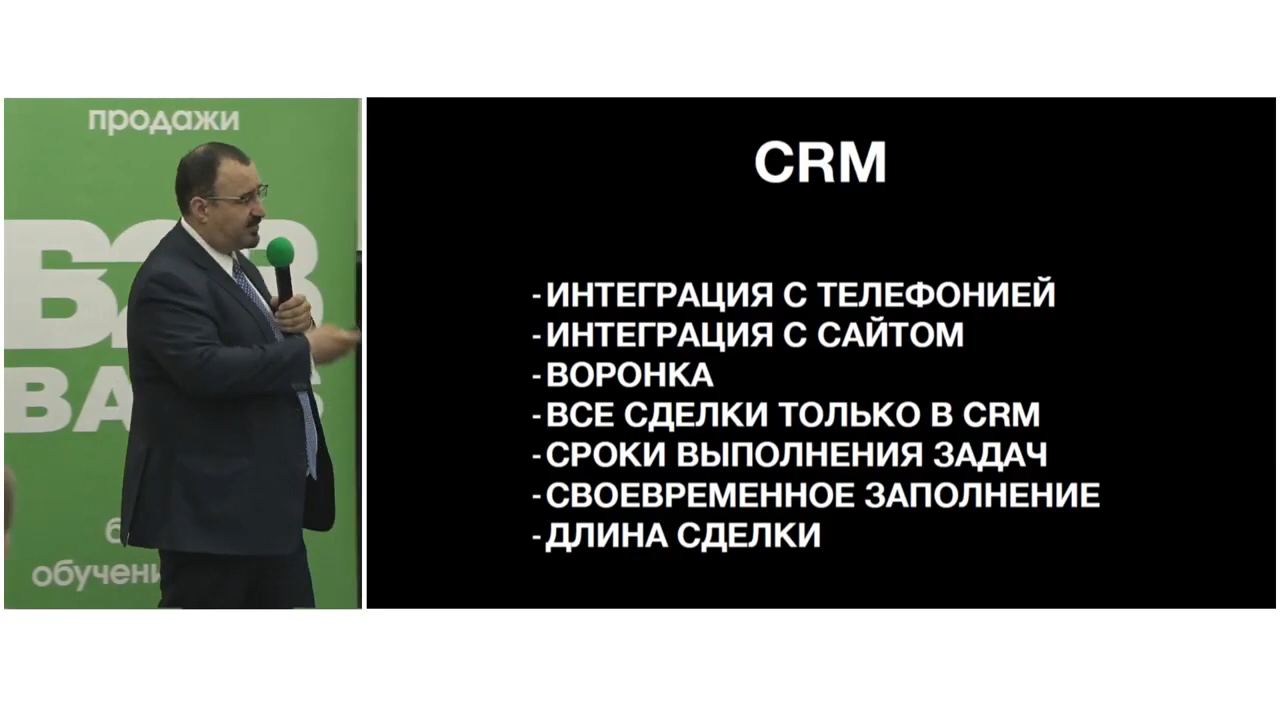 продажи
CRM
-ИНТЕГРАЦИЯ С ТЕЛЕФОНИЕЙ
-ИНТЕГРАЦИЯ С САЙТОМ
-ВОРОНКА
-ВСЕ СДЕЛКИ ТОЛЬКО В CRM
-СРОКИ ВЫПОЛНЕНИЯ ЗАДАЧ
-СВОЕВРЕМЕННОЕ ЗАПОЛНЕНИЕ
-ДЛИНА СДЕЛКИ